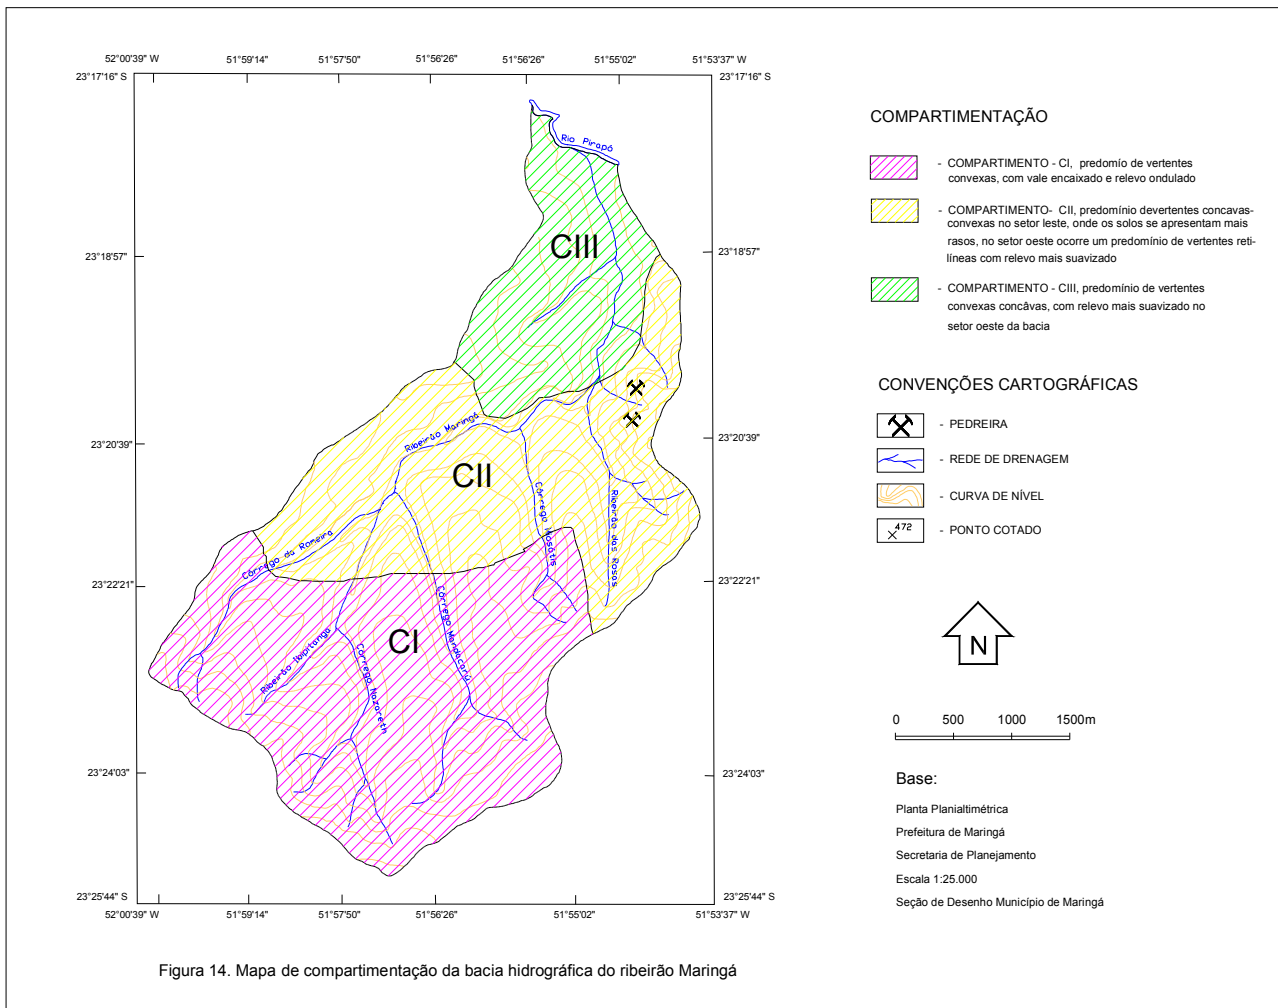 52°00'39" W
51°59'14"
51°57'50"
51°56'26"
51°56'26"
51°55'02"
51°53'37" W
23°17'16" S
23°17'16" S
Rio Pirapó
CIII
23°18'57"
23°18'57"
Ribeirão Maringá
23°20'39"
23°20'39"
CII
Córrego Mosótis
Ribeirão das Rosas
Córrego da Romeira
23°22'21"
23°22'21"
Córrego Mandacarú
CI
Ribeirão Ibipitanga
Córrego Nazareth
23°24'03"
23°24'03"
23°25'44" S
23°25'44" S
52°00'39" W
51°59'14"
51°57'50"
51°56'26"
51°55'02"
51°53'37" W
COMPARTIMENTAÇÃO
- COMPARTIMENTO - CI, predomío de vertentes
convexas, com vale encaixado e relevo ondulado
- COMPARTIMENTO- CII, predomínio devertentes concavas-
convexas no setor leste, onde os solos se apresentam mais
rasos, no setor oeste ocorre um predomínio de vertentes reti-
líneas com relevo mais suavizado
- COMPARTIMENTO - CIII, predomínio de vertentes
convexas concâvas, com relevo mais suavizado no
setor oeste da bacia
CONVENÇÕES CARTOGRÁFICAS
- PEDREIRA
- REDE DE DRENAGEM
- CURVA DE NÍVEL
472 - PONTO COTADO
N
0 500 1000 1500m
Base:
Planta Planialtimétrica
Prefeitura de Maringá
Secretaria de Planejamento
Escala 1:25.000
Seção de Desenho Município de Maringá
Figura 14. Mapa de compartimentação da bacia hidrográfica do ribeirão Maringá